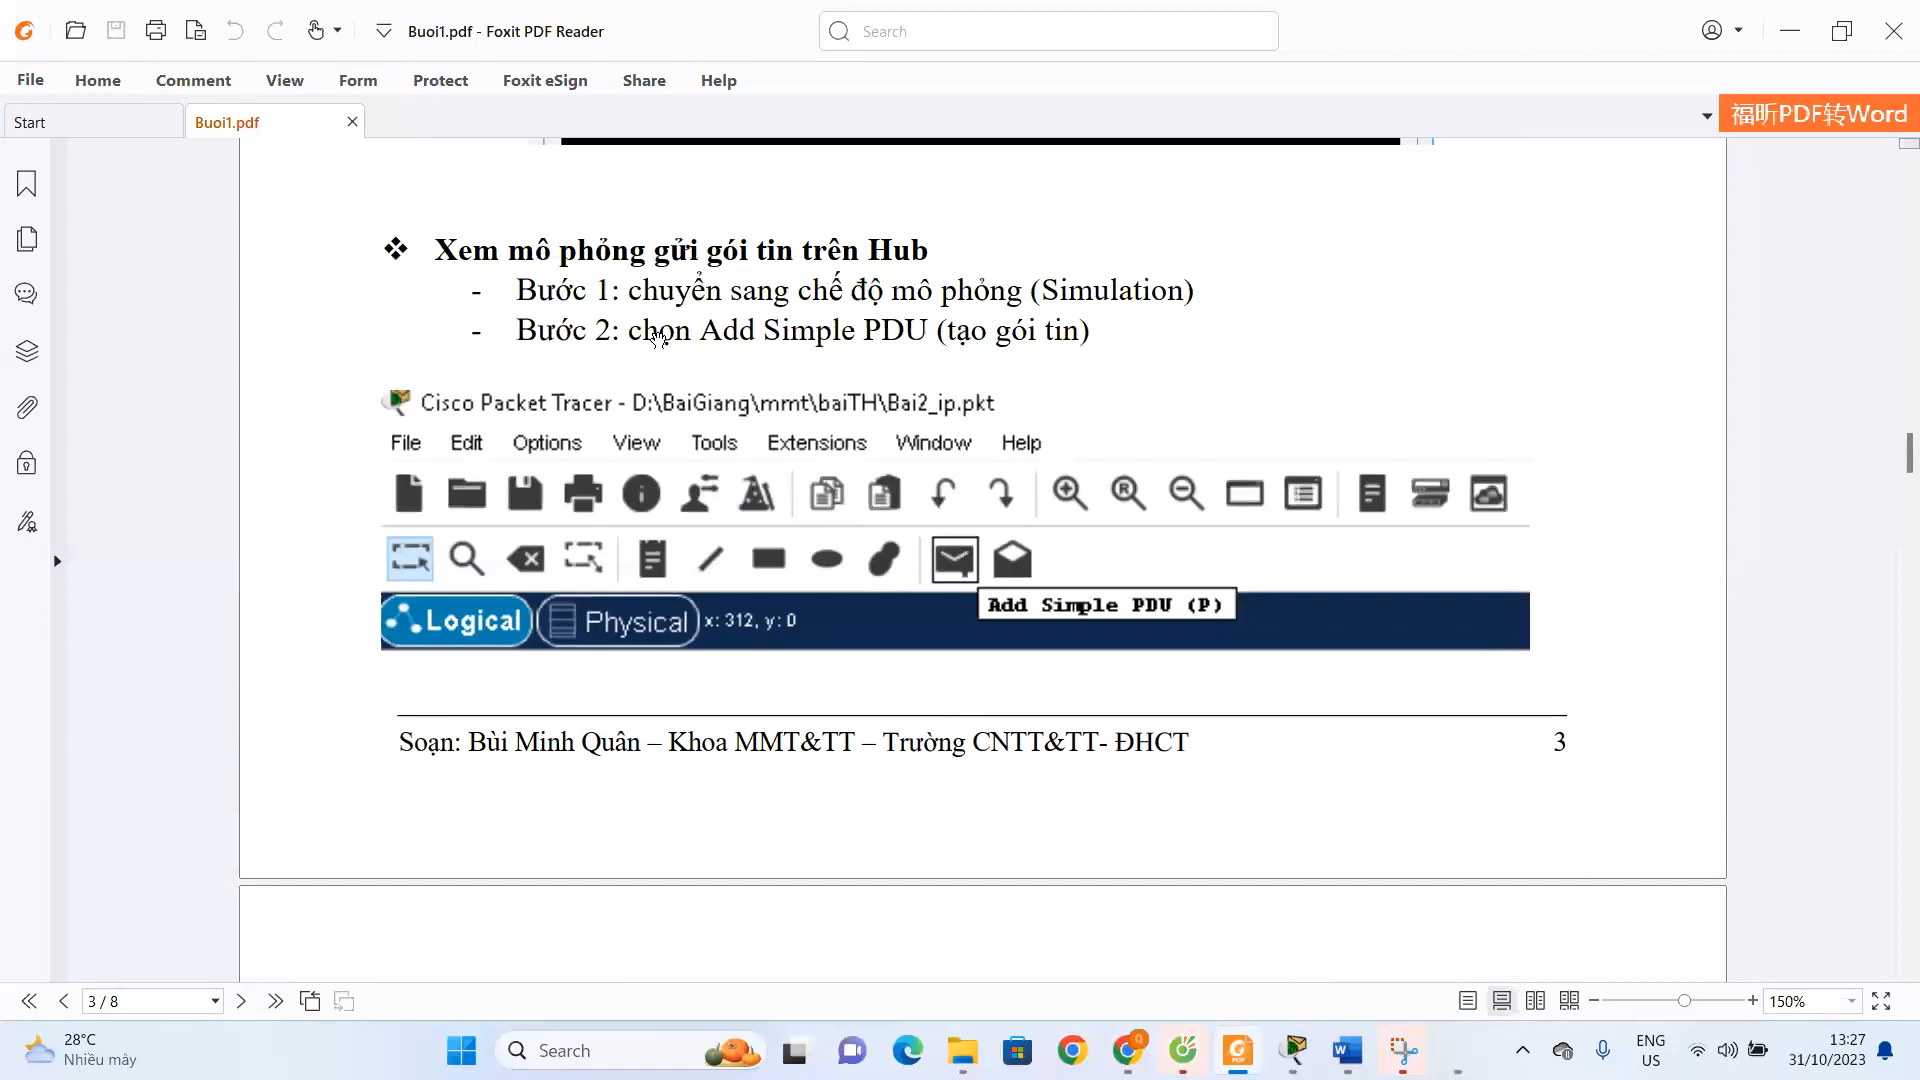 Buoi1.pdf - Foxit PDF Reader
Search
File Home Comment View Form Protect Foxit eSign Share Help
Start
Buoi1.pdf
福昕PDF转Word
❖ Xem mô phỏng gửi gói tin trên Hub
- Bước 1: chuyển sang chế độ mô phỏng (Simulation)
- Bước 2: chọn Add Simple PDU (tạo gói tin)
Cisco Packet Tracer - D:\BaiGiang\mmt\baiTH\Bai2_ip.pkt
File Edit Options View Tools Extensions Window Help
Add Simple PDU (P)
Logical Physical x: 312, y: 0
Soạn: Bùi Minh Quân – Khoa MMT&TT – Trường CNTT&TT- ĐHCT 3
3 / 8
150%
28°C
Nhiều mây
Search
ENG
US
13:27
31/10/2023